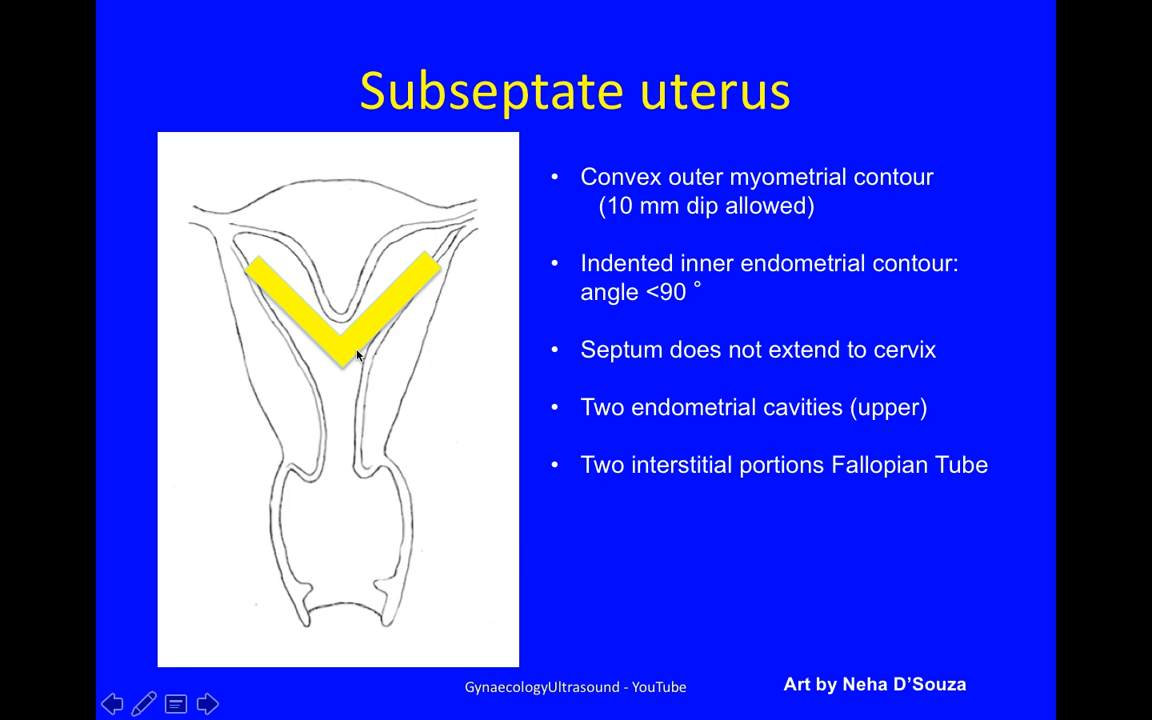 Subseptate uterus
• Convex outer myometrial contour
(10 mm dip allowed)
• Indented inner endometrial contour:
angle <90 °
• Septum does not extend to cervix
• Two endometrial cavities (upper)
• Two interstitial portions Fallopian Tube
GynaecologyUltrasound - YouTube
Art by Neha D’Souza